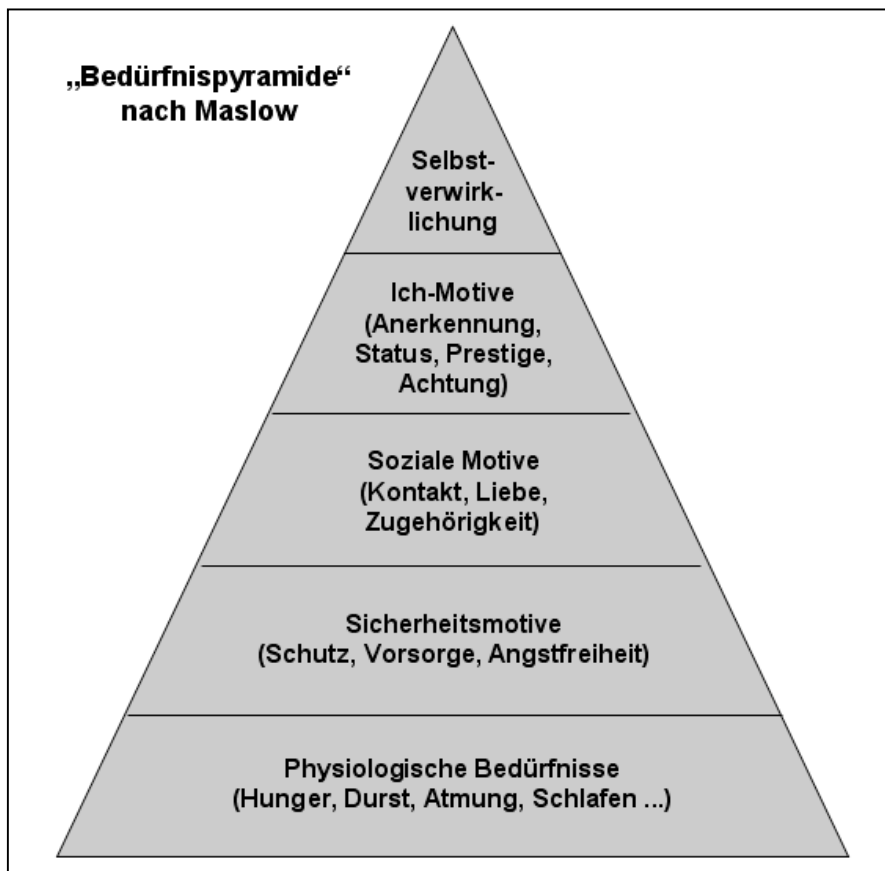 „Bedürfnispyramide“
nach Maslow
Selbst-
verwirk-
lichung
Ich-Motive
(Anerkennung,
Status, Prestige,
Achtung)
Soziale Motive
(Kontakt, Liebe,
Zugehörigkeit)
Sicherheitsmotive
(Schutz, Vorsorge, Angstfreiheit)
Physiologische Bedürfnisse
(Hunger, Durst, Atmung, Schlafen ...)